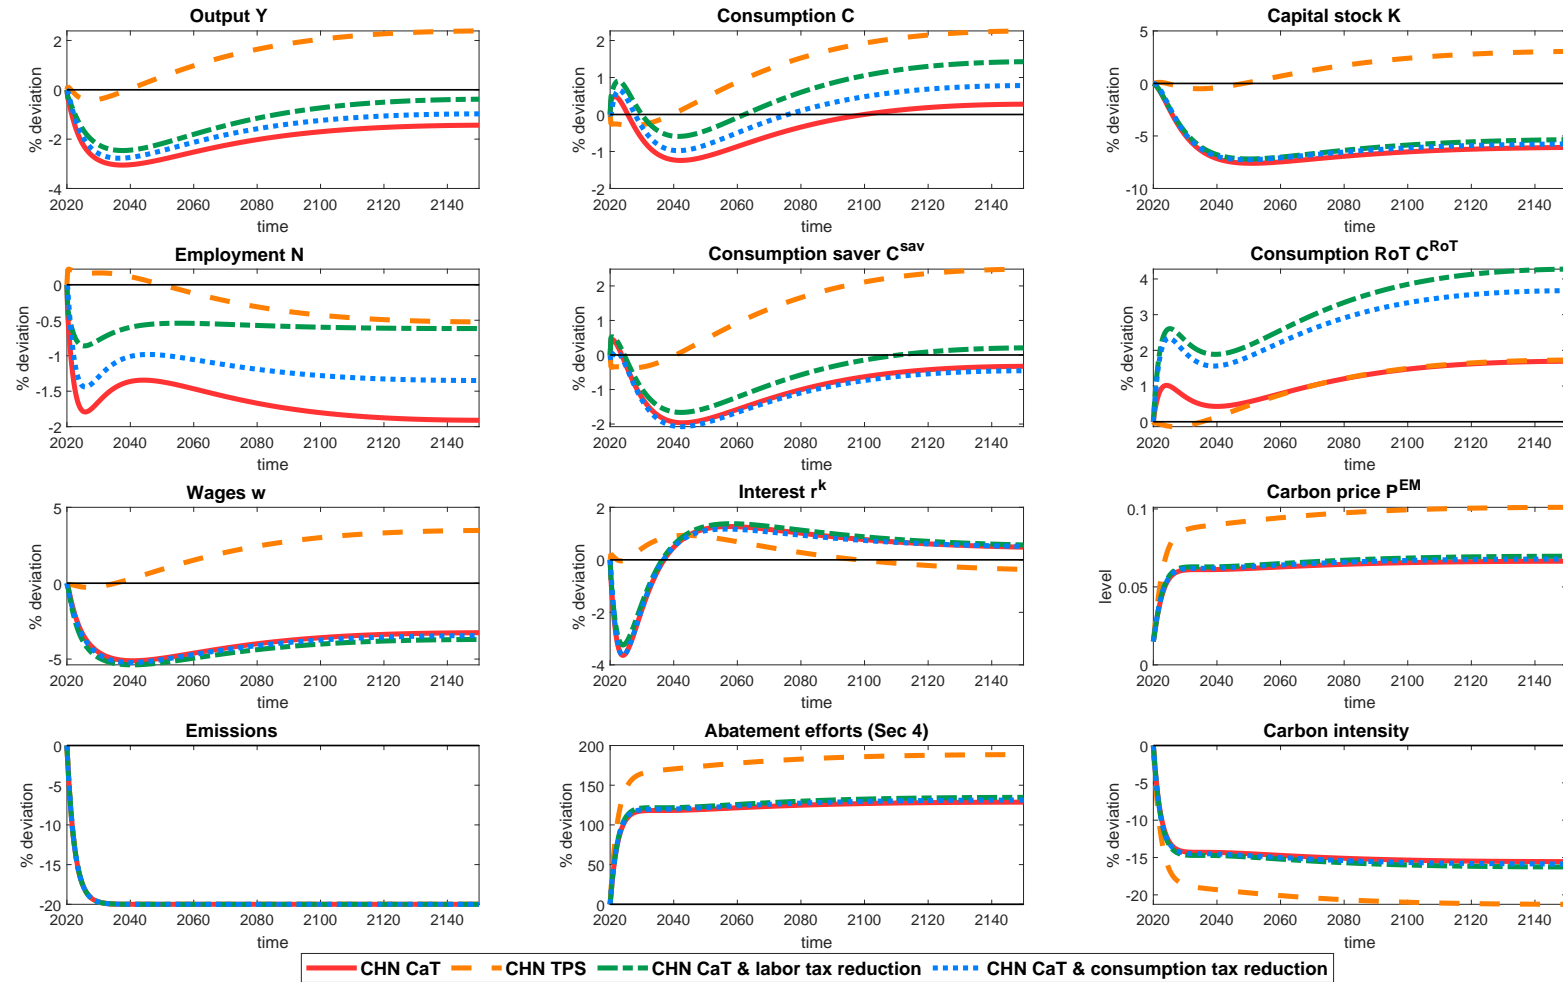 Output Y
Consumption C
Capital stock K
% deviation
2
0
-2
-4
2020 2040 2060 2080 2100 2120 2140
time
% deviation
2
1
0
-1
-2
2020 2040 2060 2080 2100 2120 2140
time
% deviation
5
0
-5
-10
2020 2040 2060 2080 2100 2120 2140
time
Employment N
Consumption saver C^sav
Consumption RoT C^RoT
% deviation
0
-0.5
-1
-1.5
-2
2020 2040 2060 2080 2100 2120 2140
time
% deviation
2
1
0
-1
-2
2020 2040 2060 2080 2100 2120 2140
time
% deviation
4
3
2
1
0
2020 2040 2060 2080 2100 2120 2140
time
Wages w
Interest r^k
Carbon price P^EM
% deviation
5
0
-5
2020 2040 2060 2080 2100 2120 2140
time
% deviation
2
0
-2
-4
2020 2040 2060 2080 2100 2120 2140
time
level
0.1
0.05
0
2020 2040 2060 2080 2100 2120 2140
time
Emissions
Abatement efforts (Sec 4)
Carbon intensity
% deviation
0
-5
-10
-15
-20
2020 2040 2060 2080 2100 2120 2140
time
% deviation
200
150
100
50
0
2020 2040 2060 2080 2100 2120 2140
time
% deviation
0
-5
-10
-15
-20
2020 2040 2060 2080 2100 2120 2140
time
CHN CaT CHN TPS CHN CaT & labor tax reduction CHN CaT & consumption tax reduction